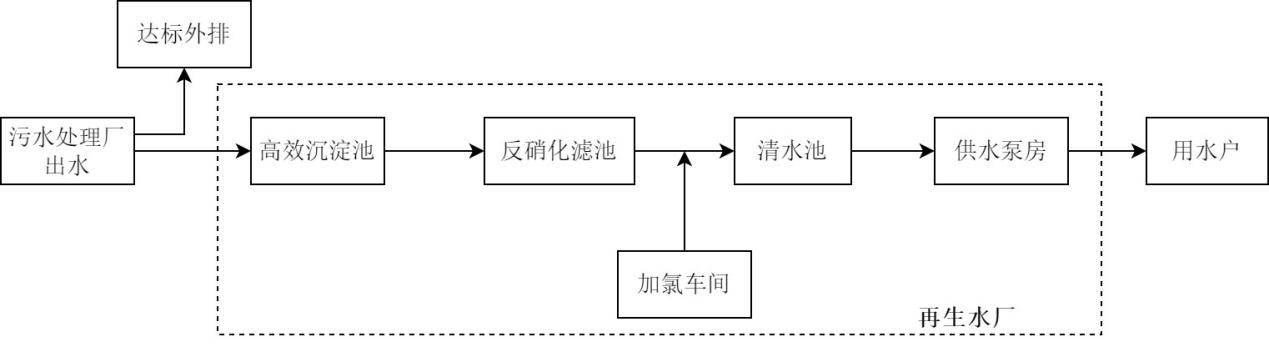 达标外排
污水处理厂
出水
高效沉淀池
反硝化滤池
清水池
供水泵房
用水户
加氯车间
再生水厂